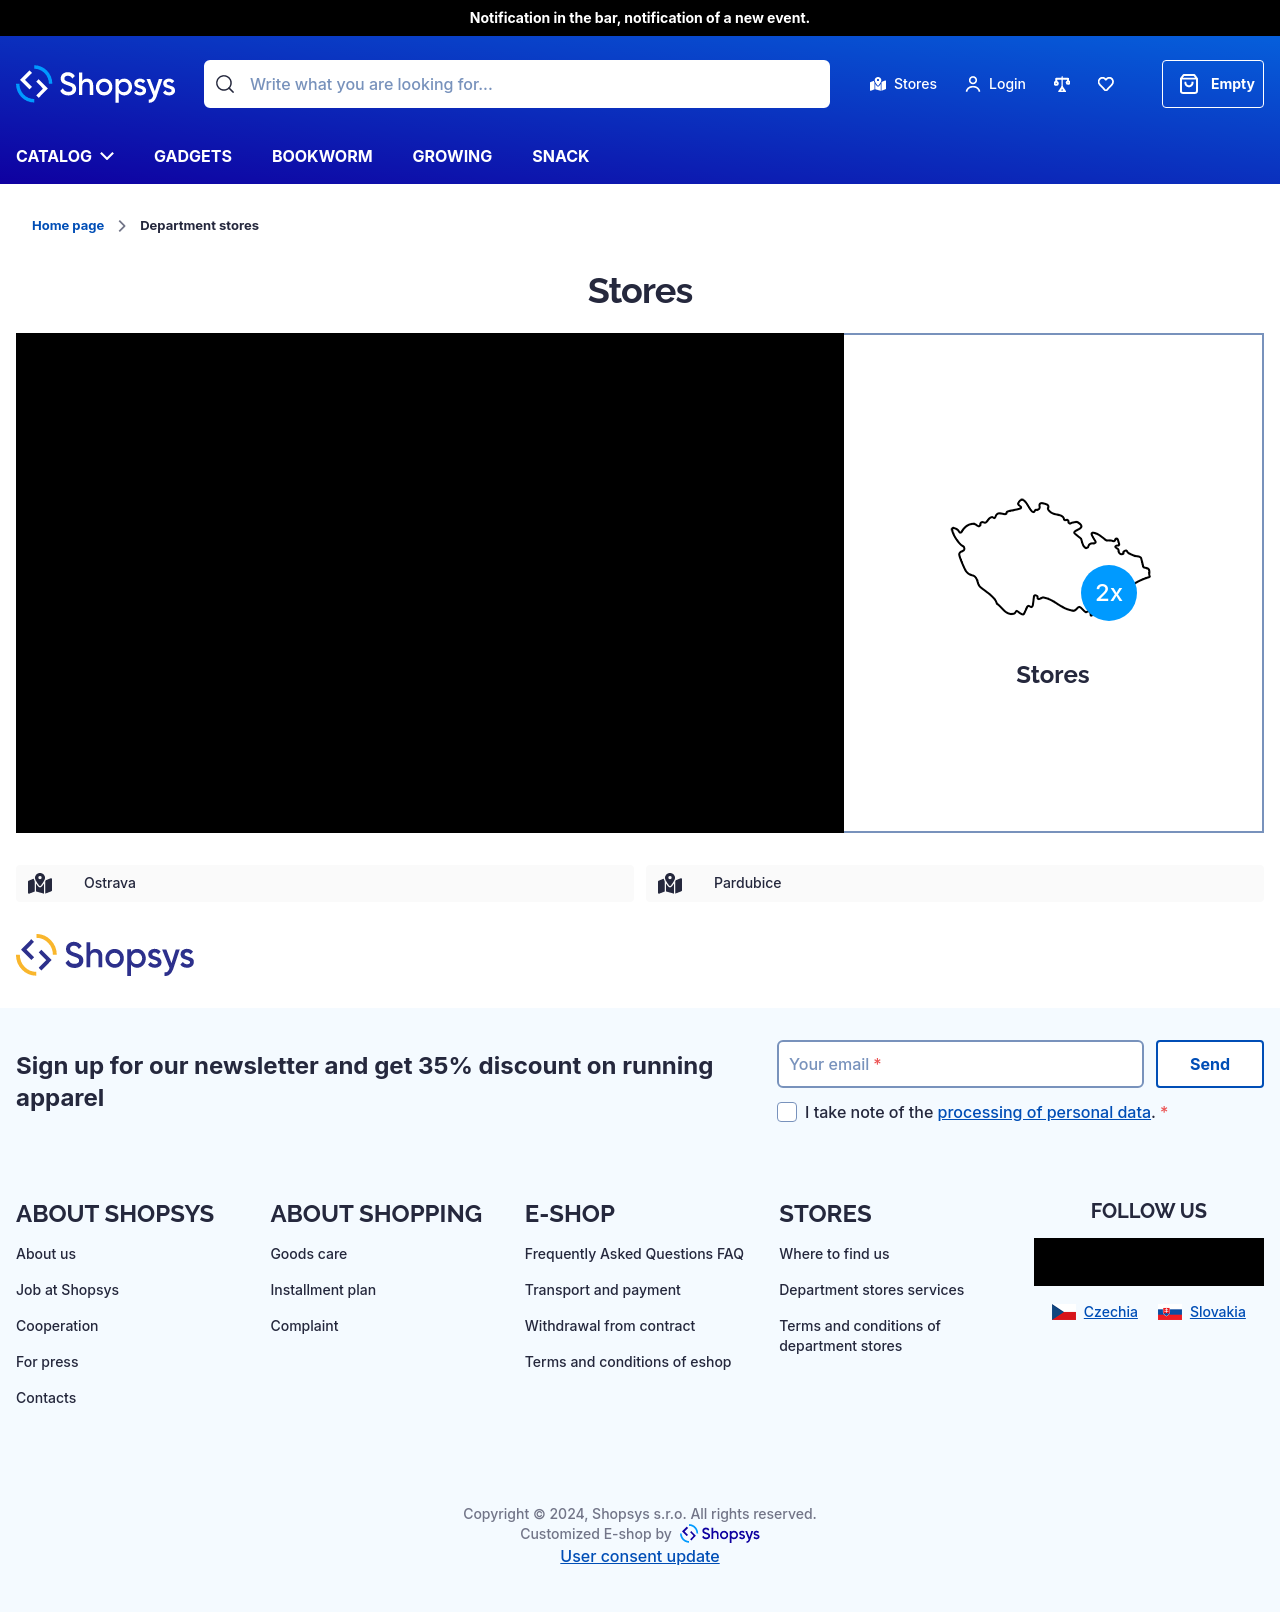 Notification in the bar, notification of a new event.
Shopsys
Write what you are looking for...
Stores
Login
Empty
CATALOG
GADGETS
BOOKWORM
GROWING
SNACK
Home page
Department stores
Stores
2x
Stores
Ostrava
Pardubice
Shopsys
Sign up for our newsletter and get 35% discount on running
apparel
Your email *
Send
I take note of the processing of personal data. *
ABOUT SHOPSYS
About us
Job at Shopsys
Cooperation
For press
Contacts
ABOUT SHOPPING
Goods care
Installment plan
Complaint
E-SHOP
Frequently Asked Questions FAQ
Transport and payment
Withdrawal from contract
Terms and conditions of eshop
STORES
Where to find us
Department stores services
Terms and conditions of
department stores
FOLLOW US
Czechia
Slovakia
Copyright © 2024, Shopsys s.r.o. All rights reserved.
Customized E-shop by Shopsys
User consent update